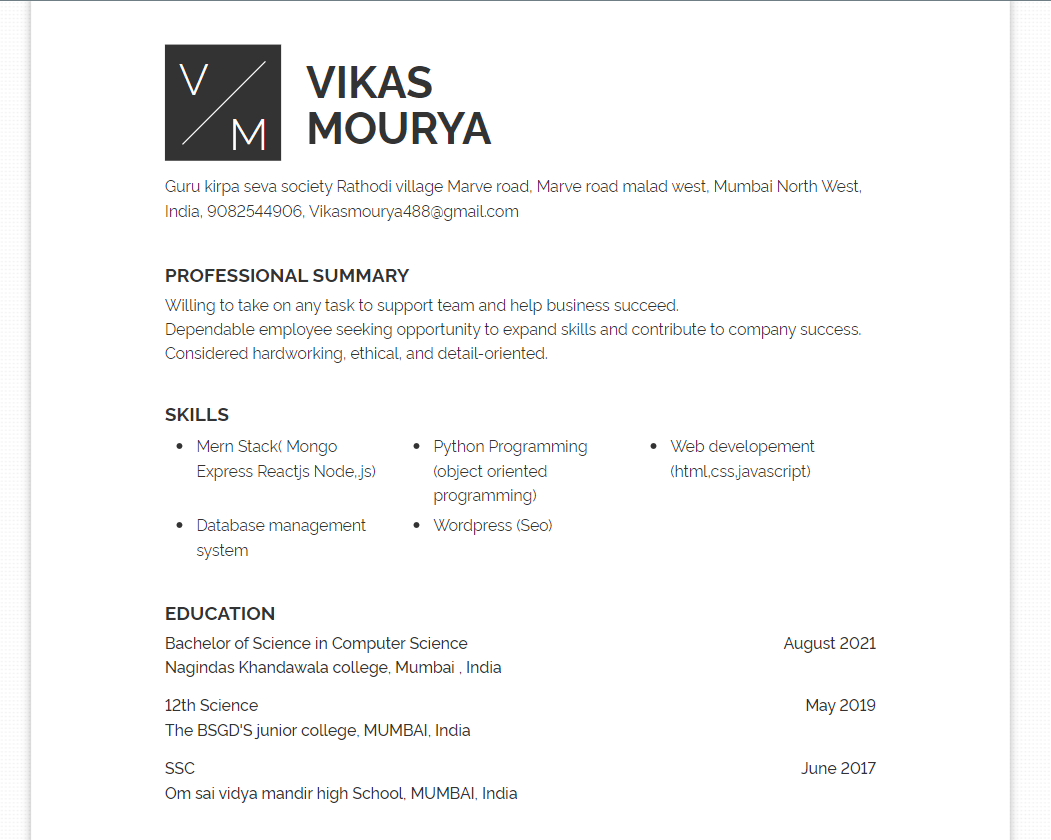 V
M
VIKAS
MOURYA
Guru kirpa seva society Rathodi village Marve road, Marve road malad west, Mumbai North West,
India, 9082544906, Vikasmourya488@gmail.com
PROFESSIONAL SUMMARY
Willing to take on any task to support team and help business succeed.
Dependable employee seeking opportunity to expand skills and contribute to company success.
Considered hardworking, ethical, and detail-oriented.
SKILLS
• Mern Stack( Mongo
Express Reactjs Node,.js)
• Python Programming
(object oriented
programming)
• Web developement
(html,css,javascript)
• Database management
system
• Wordpress (Seo)
EDUCATION
Bachelor of Science in Computer Science August 2021
Nagindas Khandawala college, Mumbai , India
12th Science May 2019
The BSGD'S junior college, MUMBAI, India
SSC June 2017
Om sai vidya mandir high School, MUMBAI, India